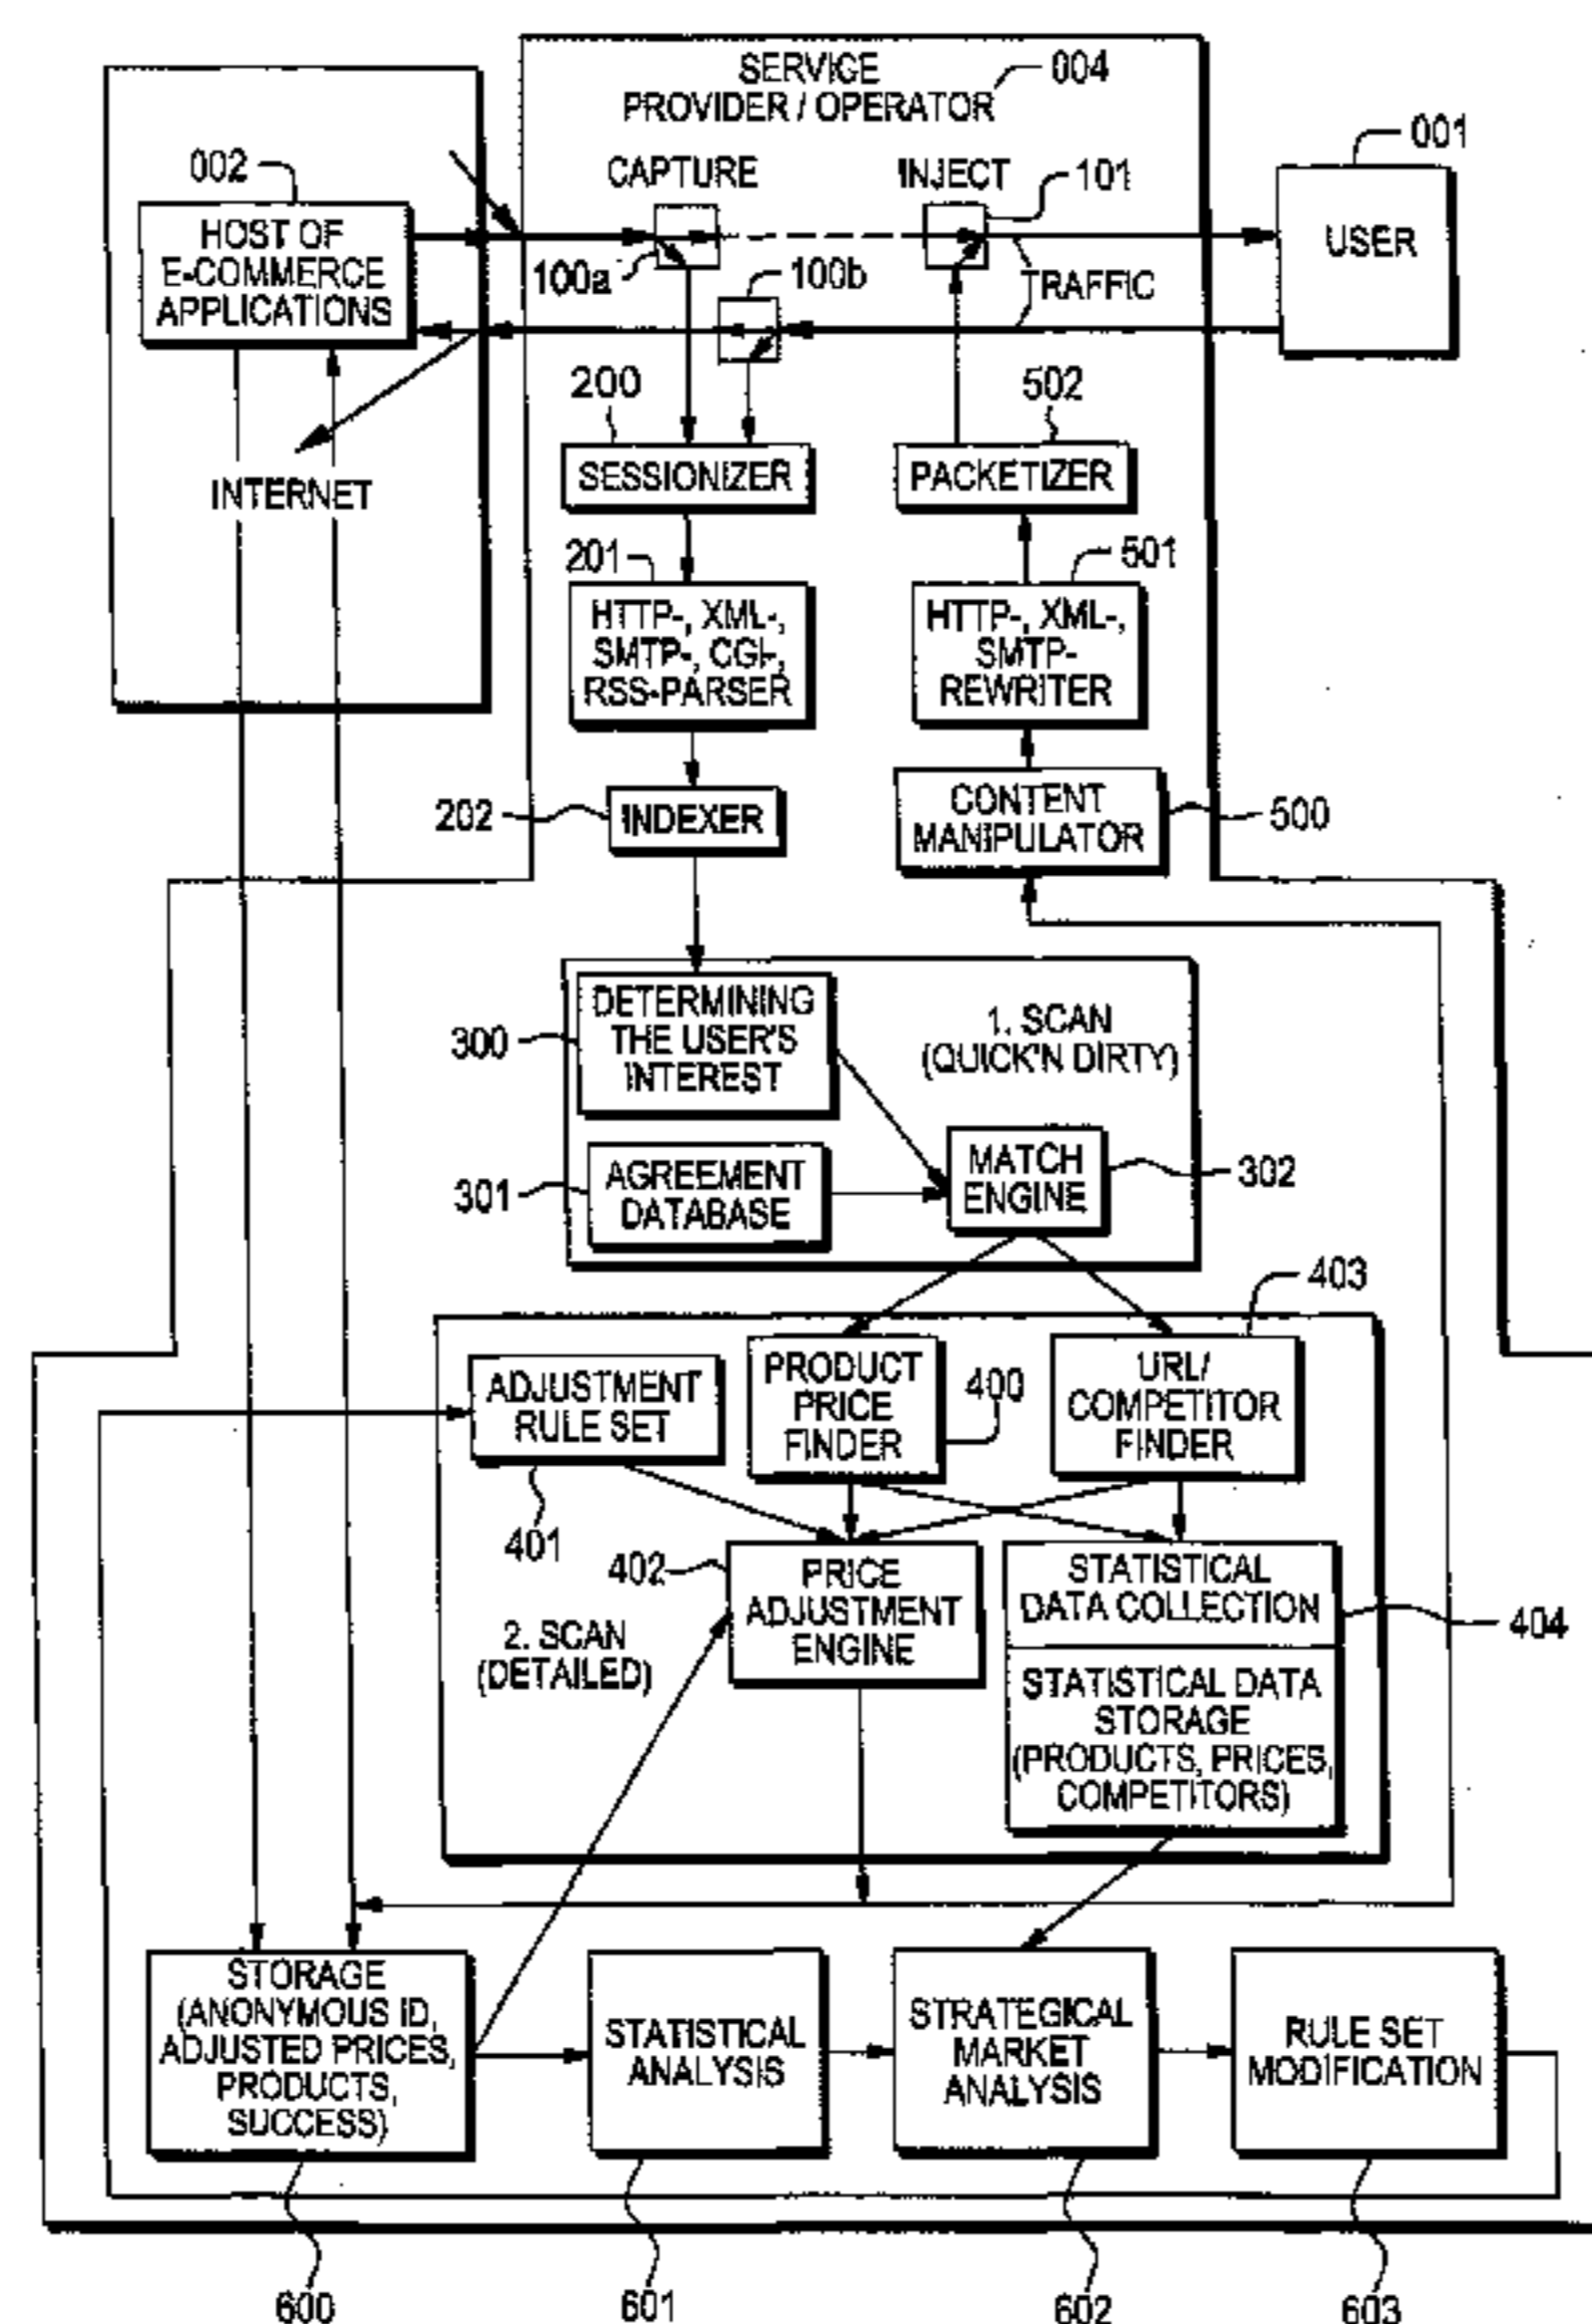 SERVICE
PROVIDER / OPERATOR
004
001
002
CAPTURE
INJECT
101
HOST OF
E-COMMERCE
APPLICATIONS
USER
100a
100b
TRAFFIC
200
502
INTERNET
SESSIONIZER
PACKETIZER
201
501
HTTP-, XML-,
SMTP-, CGI-,
RSS-PARSER
HTTP-, XML-,
SMTP-
REWRITER
202
INDEXER
CONTENT
MANIPULATOR
500
300
DETERMINING
THE USER'S
INTEREST
1. SCAN
(QUICK'N DIRTY)
301
AGREEMENT
DATABASE
MATCH
ENGINE
302
403
ADJUSTMENT
RULE SET
PRODUCT
PRICE
FINDER
400
URL/
COMPETITOR
FINDER
401
402
PRICE
ADJUSTMENT
ENGINE
STATISTICAL
DATA COLLECTION
404
2. SCAN
(DETAILED)
STATISTICAL DATA
STORAGE
(PRODUCTS, PRICES,
COMPETITORS)
STORAGE
(ANONYMOUS ID,
ADJUSTED PRICES,
PRODUCTS,
SUCCESS)
STATISTICAL
ANALYSIS
STRATEGICAL
MARKET
ANALYSIS
RULE SET
MODIFICATION
600
601
602
603